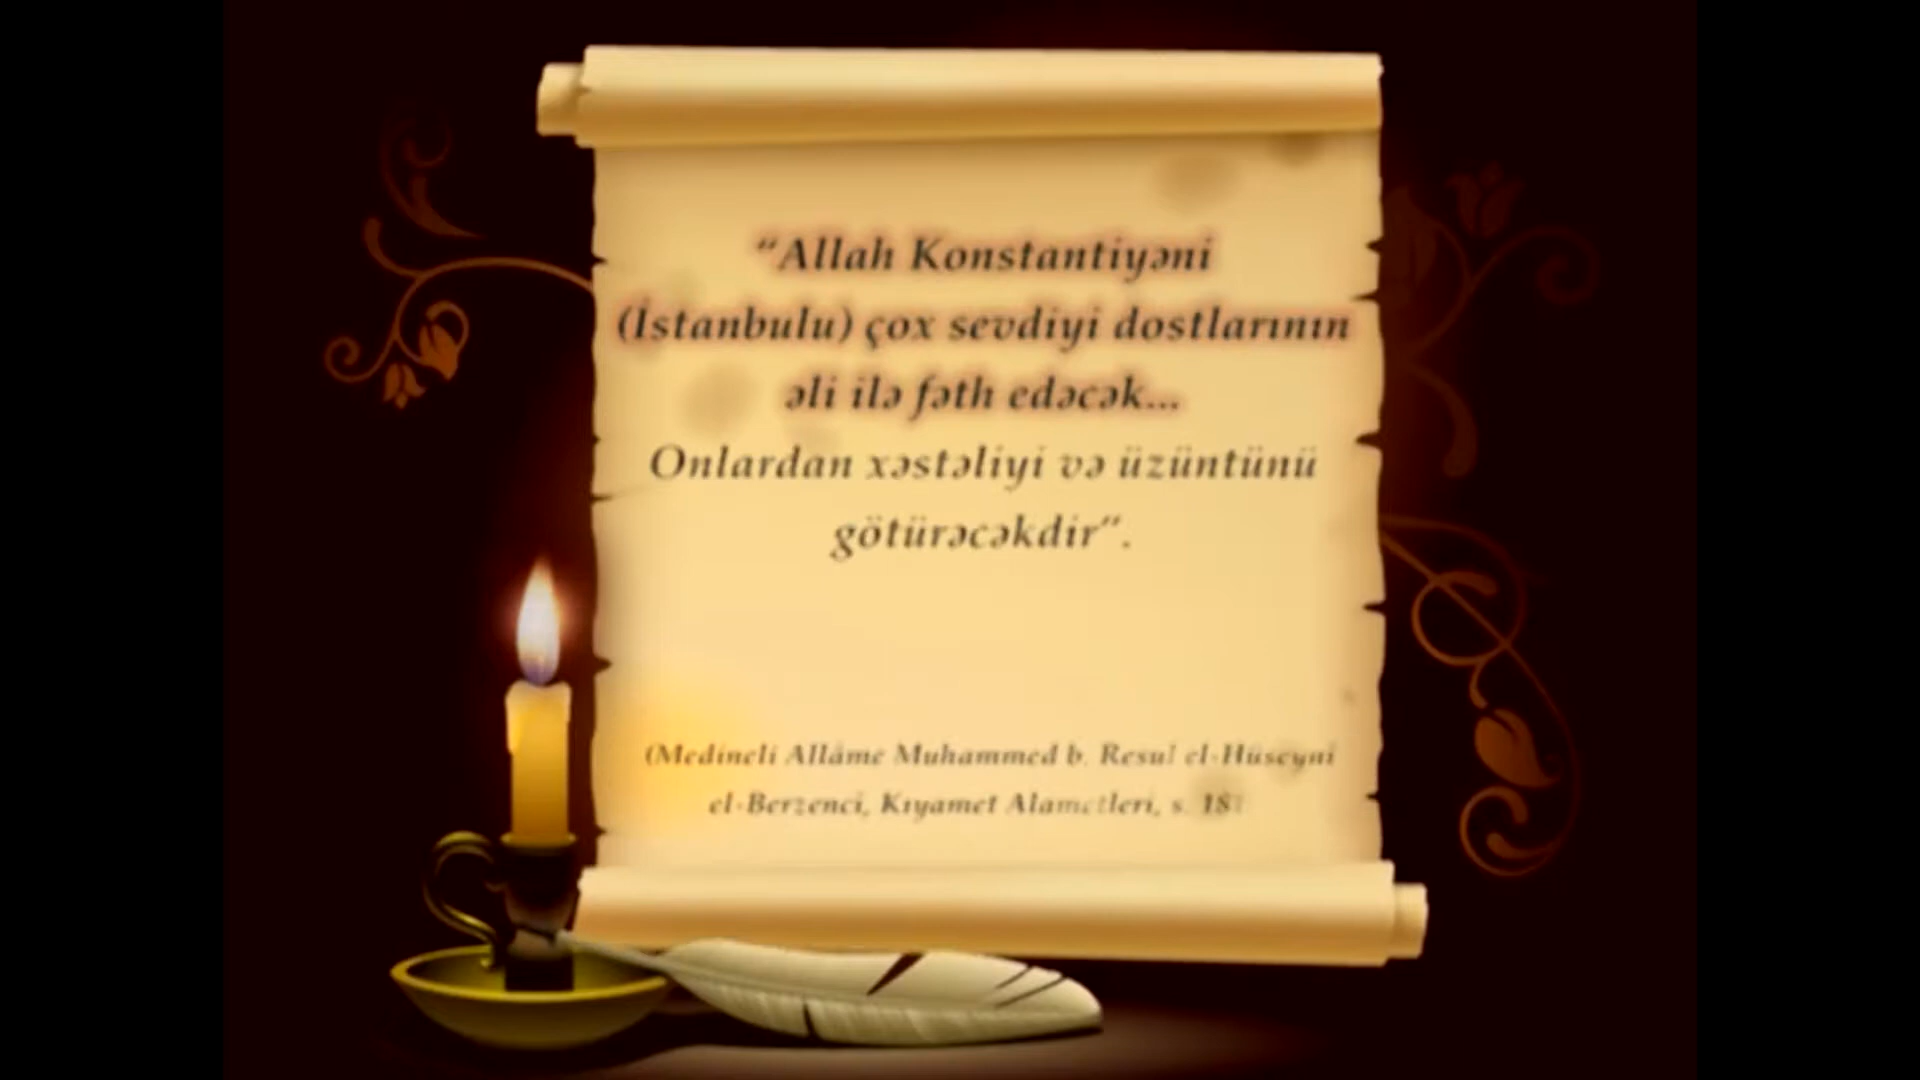 “Allah Konstantiyəni
(İstanbulu) çox sevdiyi dostlarının
əli ilə fəth edəcək...
Onlardan xəstəliyi və üzüntünü
götürəcəkdir”.
(Medineli Allâme Muhammed b. Resul el-Hüseyni
el-Berzenci, Kıyamet Alametleri, s.